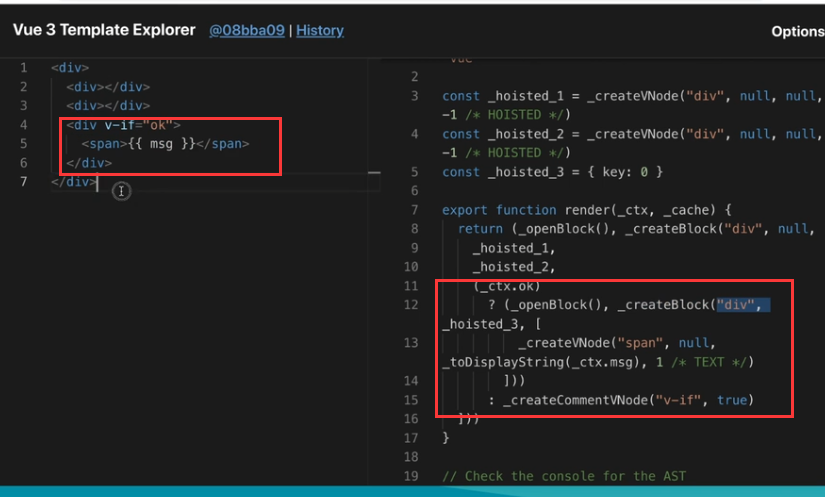 Vue 3 Template Explorer @08bba09 | History
Options
1 <div>
2 <div></div>
3 <div></div>
4 <div v-if="ok">
5 <span>{{ msg }}</span>
6 </div>
7 </div>
"vue"
2
3 const _hoisted_1 = _createVNode("div", null, null,
-1 /* HOISTED */)
4 const _hoisted_2 = _createVNode("div", null, null,
-1 /* HOISTED */)
5 const _hoisted_3 = { key: 0 }
6
7 export function render(_ctx, _cache) {
8 return (_openBlock(), _createBlock("div", null,
9 _hoisted_1,
10 _hoisted_2,
11 (_ctx.ok)
12 ? (_openBlock(), _createBlock("div",
_hoisted_3, [
13 _createVNode("span", null,
_toDisplayString(_ctx.msg), 1 /* TEXT */)
14 ]))
15 : _createCommentVNode("v-if", true)
16 ]))
17 }
18
19 // Check the console for the AST